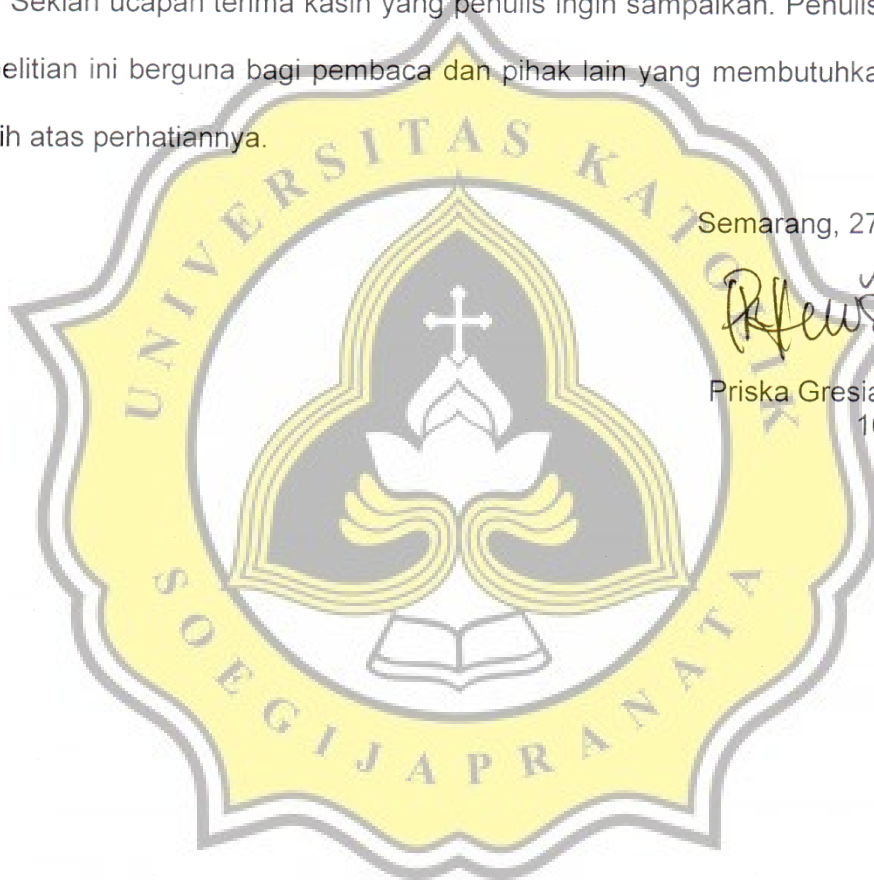 Sekian ucapan terima kasih yang penulis ingin sampaikan. Penulis
elitian ini berguna bagi pembaca dan pihak lain yang membutuhka
ih atas perhatiannya.
Semarang, 27
Priska Gresia
UNIVERSITAS KATOLIK
SOEGIJAPRANATA